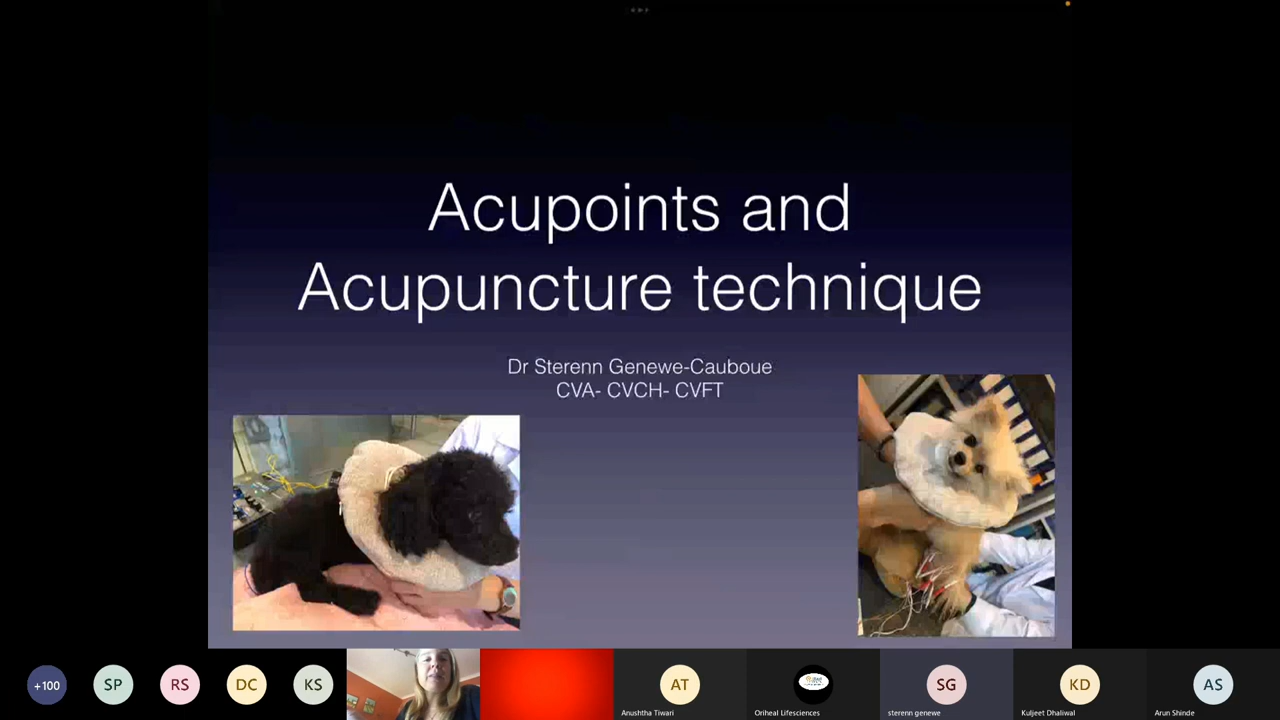 Acupoints and
Acupuncture technique
Dr Sterenn Genewe-Cauboue
CVA- CVCH- CVFT
+100
SP
RS
DC
KS
AT
SG
KD
AS
Anushtha Tiwari
Oriheal Lifesciences
sterenn genewe
Kuljeet Dhaliwal
Arun Shinde